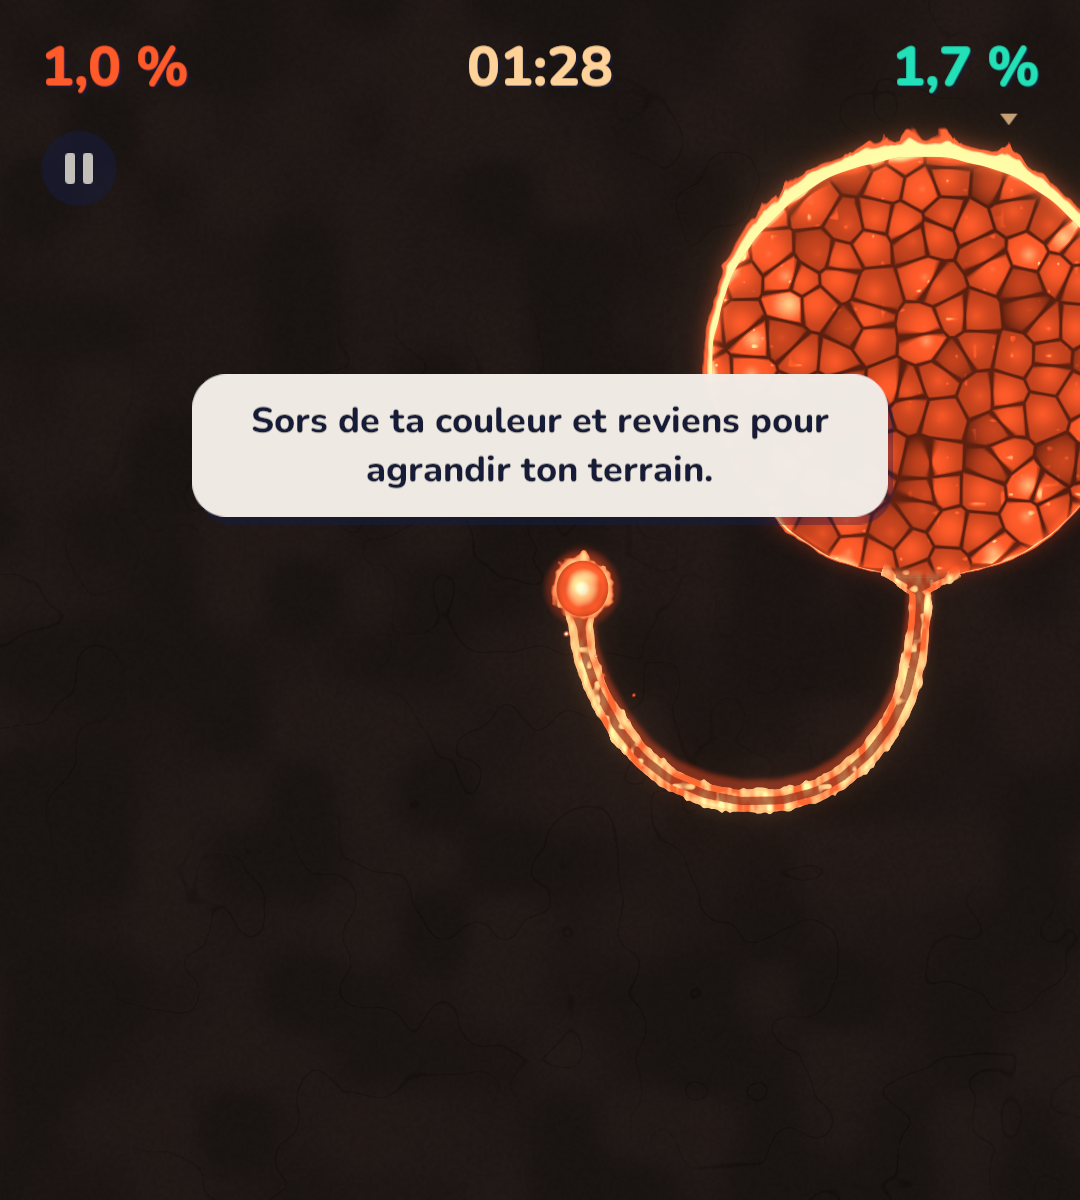 1,0 %
01:28
1,7 %
Sors de ta couleur et reviens pour
agrandir ton terrain.